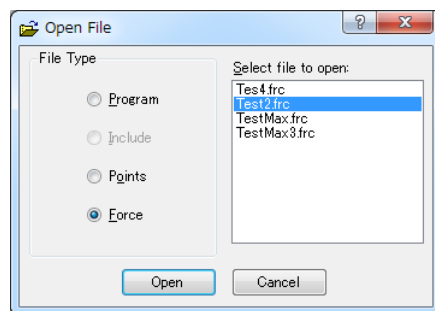 Open File
File Type
Program
Include
Points
Force
Select file to open:
Tes4.frc
Test2.frc
TestMax.frc
TestMax3.frc
Open
Cancel